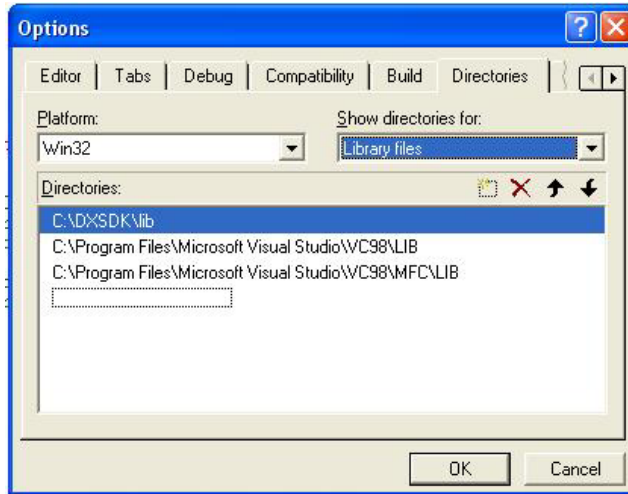 Options
Editor Tabs Debug Compatibility Build Directories
Platform: Show directories for:
Win32 Library files
Directories:
C:\DXSDK\lib
C:\Program Files\Microsoft Visual Studio\VC98\LIB
C:\Program Files\Microsoft Visual Studio\VC98\MFC\LIB
OK Cancel